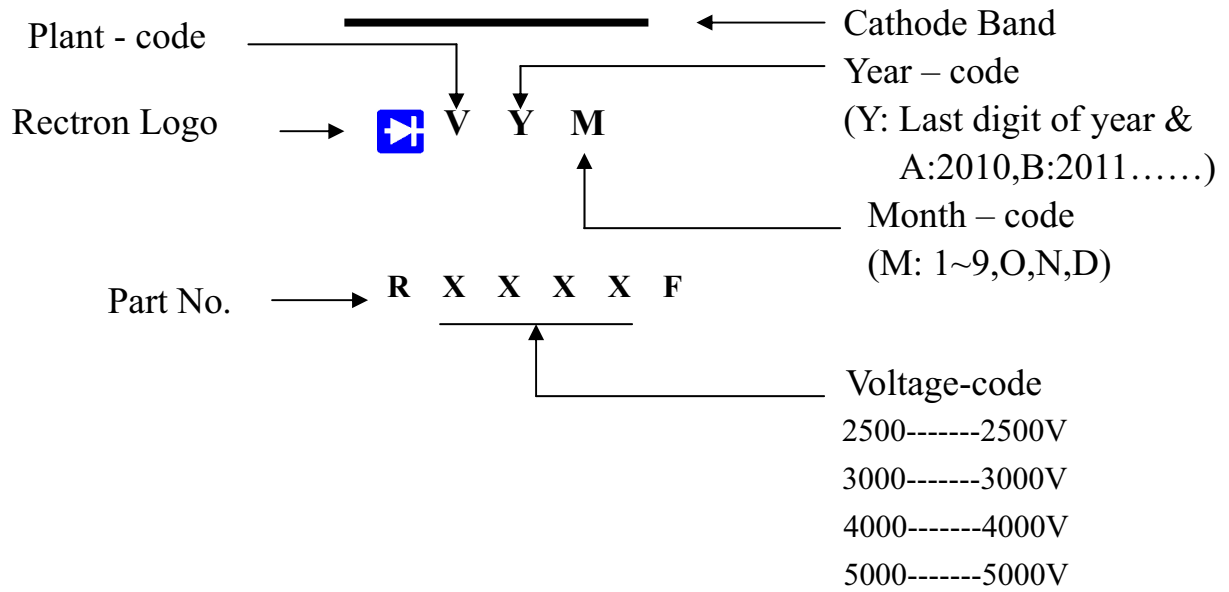 Cathode Band
Plant - code
Year – code
Rectron Logo
V Y M
(Y: Last digit of year &
A:2010,B:2011……)
Month – code
(M: 1~9,O,N,D)
Part No.
R X X X X F
Voltage-code
2500-------2500V
3000-------3000V
4000-------4000V
5000-------5000V